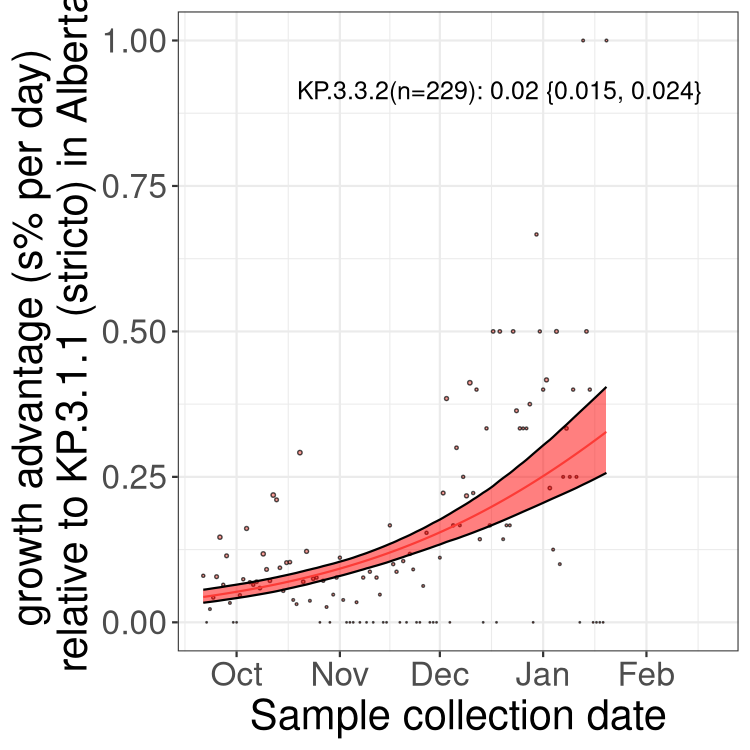 growth advantage (s% per day)
relative to KP.3.1.1 (stricto) in Alberta
1.00
0.75
0.50
0.25
0.00
KP.3.3.2(n=229): 0.02 {0.015, 0.024}
Oct Nov Dec Jan Feb
Sample collection date